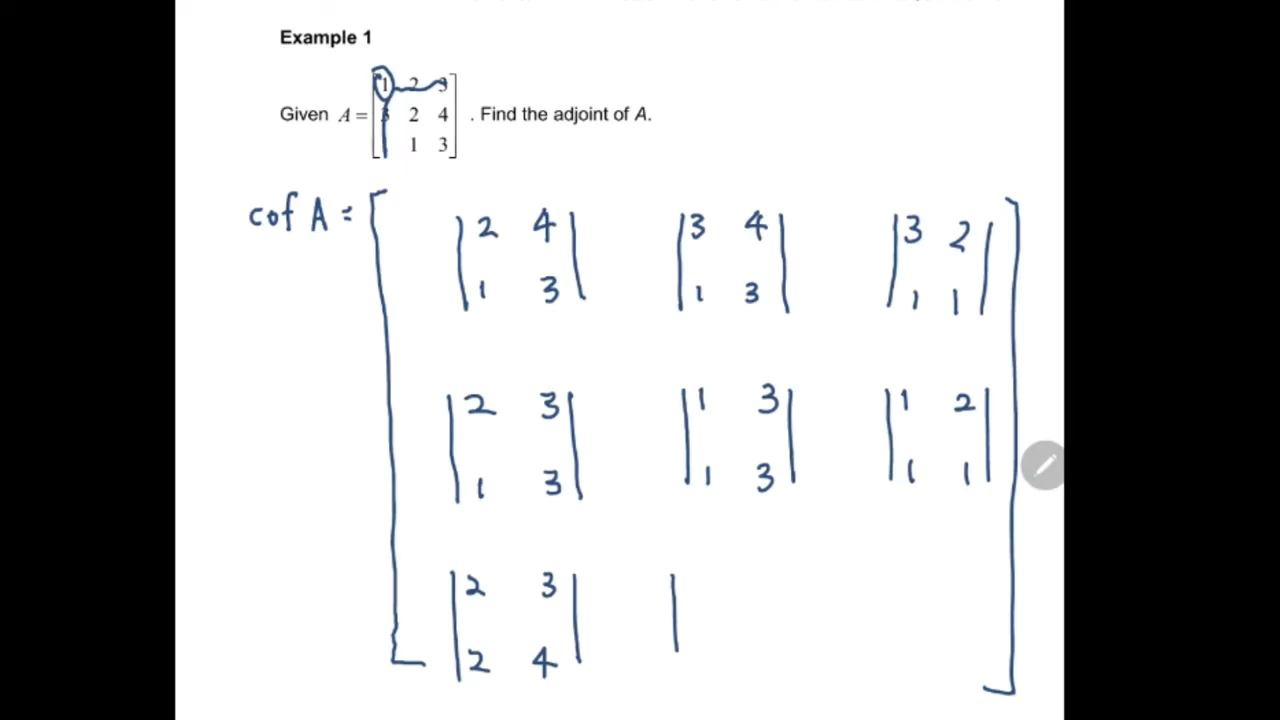 Example 1
1 2 3
Given A = 3 2 4 . Find the adjoint of A.
1 3
cof A =
2 4 3 4 3 2
1 3 1 3 1 1
2 3 1 3 1 2
1 3 1 3 1 1
2 3
2 4